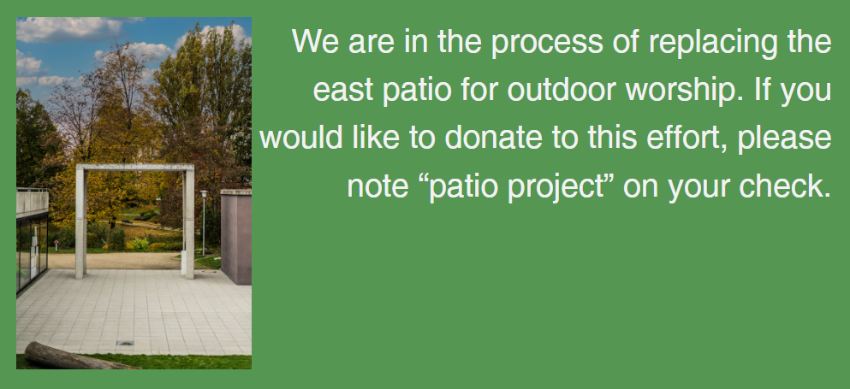 We are in the process of replacing the
east patio for outdoor worship. If you
would like to donate to this effort, please
note “patio project” on your check.